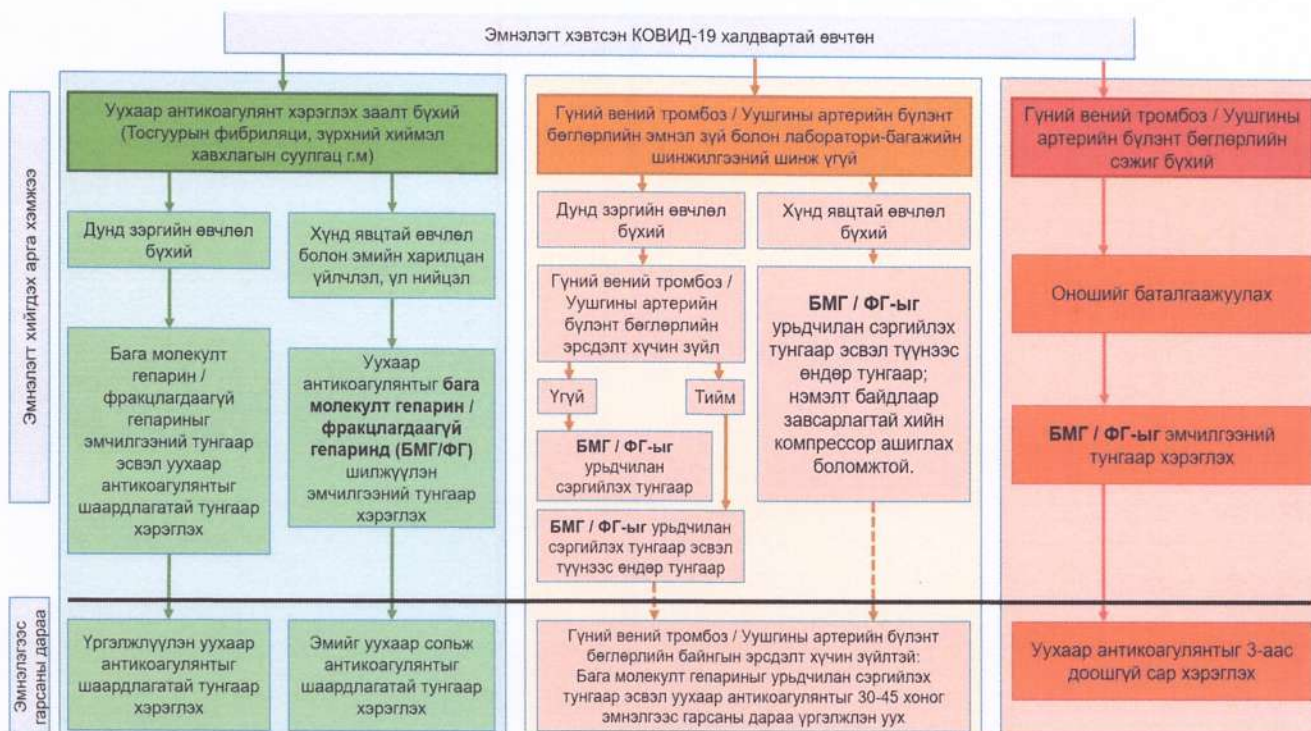 Эмнэлэгт хэвтсэн КОВИД-19 халдвартай өвчтөн
Эмнэлэгт хийгдэх арга хэмжээ
Уухаар антикоагулянт хэрэглэх заалт бүхий
(Тосгуурын фибриляци, зүрхний хиймэл
хавхлагын суулгац г.м)
Дунд зэргийн өвчлөл
бүхий
Бага молекулт
гепарин /
фракцлагдаагүй
гепариныг
эмчилгээний тунгаар
эсвэл уухаар
антикоагулянтыг
шаардлагатай тунгаар
хэрэглэх
Хүнд явцтай өвчлөл
болон эмийн харилцан
үйлчлэл, үл нийцэл
Уухаар
антикоагулянтыг бага
молекулт гепарин /
фракцлагдаагүй
гепаринд (БМГ/ФГ)
шилжүүлэн
эмчилгээний тунгаар
хэрэглэх
Гүний вений тромбоз / Уушгины артерийн бүлэнт
бөглөрлийн эмнэл зүй болон лаборатори-багажийн
шинжилгээний шинж үгүй
Дунд зэргийн өвчлөл
бүхий
Гүний вений тромбоз /
Уушгины артерийн
бүлэнт бөглөрлийн
эрсдэлт хүчин зүйл
Үгүй
Тийм
БМГ / ФГ-ыг
урьдчилан
сэргийлэх тунгаар
БМГ / ФГ-ыг урьдчилан
сэргийлэх тунгаар эсвэл
түүнээс өндөр тунгаар
Хүнд явцтай өвчлөл
бүхий
БМГ / ФГ-ыг
урьдчилан сэргийлэх
тунгаар эсвэл түүнээс
өндөр тунгаар;
нэмэлт байдлаар
завсарлагтай хийн
компрессор ашиглах
боломжтой.
Гүний вений тромбоз / Уушгины
артерийн бүлэнт бөглөрлийн
сэжиг бүхий
Оношийг баталгаажуулах
БМГ / ФГ-ыг эмчилгээний
тунгаар хэрэглэх
Эмнэлгээс
гарсаны дараа
Үргэлжлүүлэн уухаар
антикоагулянтыг
шаардлагатай тунгаар
хэрэглэх
Эмийг уухаар сольж
антикоагулянтыг
шаардлагатай тунгаар
хэрэглэх
Гүний вений тромбоз / Уушгины артерийн бүлэнт
бөглөрлийн байнгын эрсдэлт хүчин зүйлтэй:
Бага молекулт гепариныг урьдчилан сэргийлэх
тунгаар эсвэл уухаар антикоагулянтыг 30-45 хоног
эмнэлгээс гарсаны дараа үргэлжлэн уух
Уухаар антикоагулянтыг 3-аас
доошгүй сар хэрэглэх